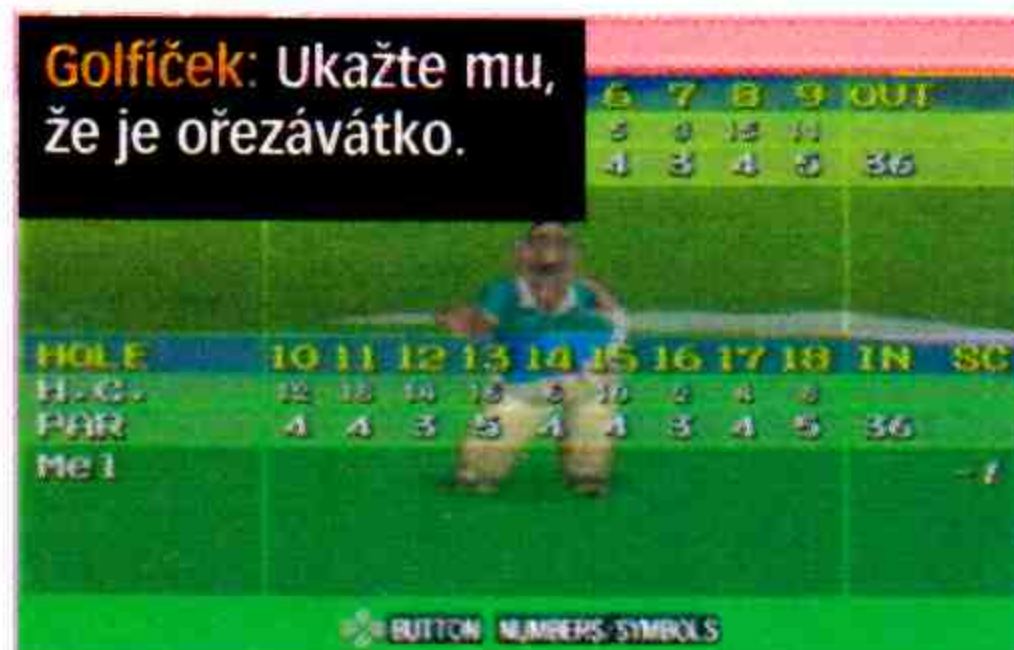 Golfíček: Ukažte mu,
že je ořezávátko.
6 7 8 9 OUT
4 3 4 5 36
HOLE 10 11 12 13 14 15 16 17 18 IN SC
H.C.
PAR 4 4 3 5 4 4 3 4 5 36
Mel -1
BUTTON NUMBERS/SYMBOLS